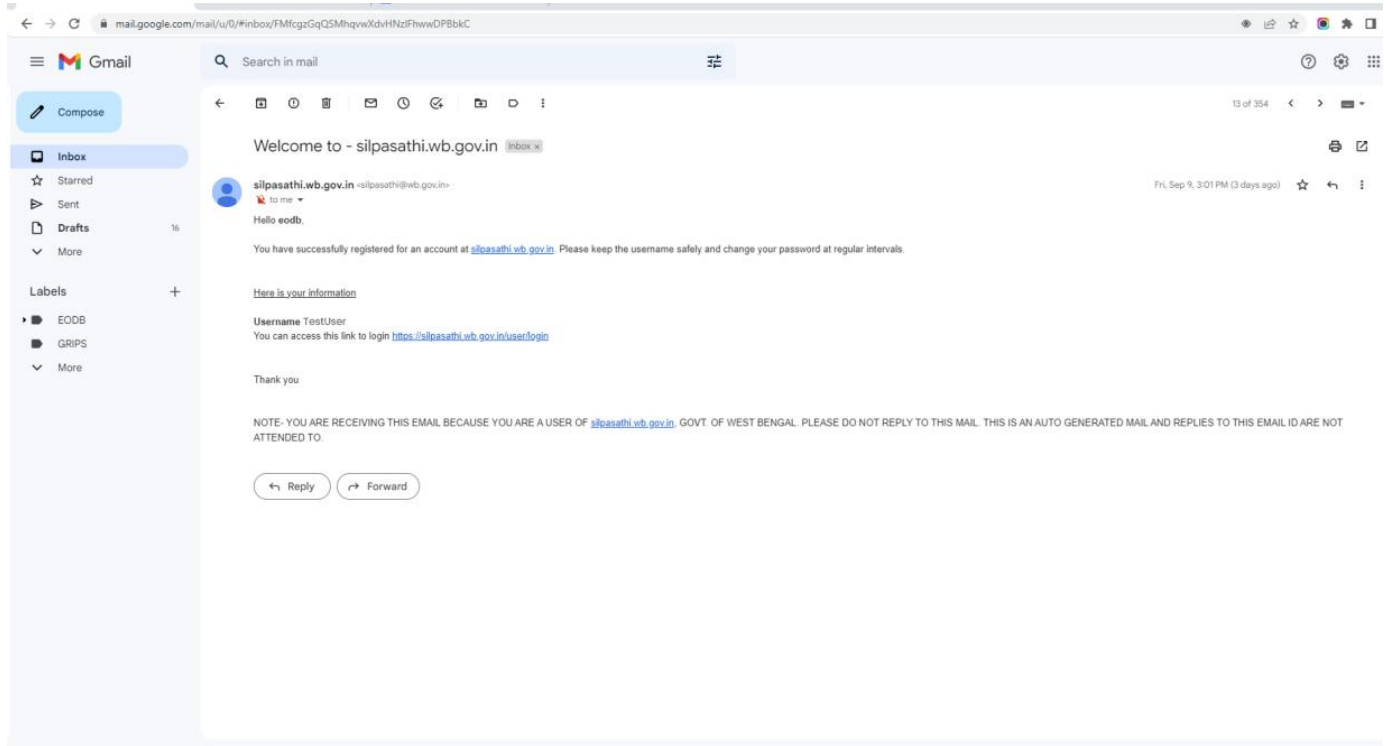 mail.google.com/mail/u/0/#inbox/FMfcgzGqQSMhqvwXdvHNzlFhwwDPBbkC
Gmail
Search in mail
Compose
13 of 354
Inbox
Starred
Sent
Drafts 16
More
Labels
EODB
GRIPS
More
Welcome to - silpasathi.wb.gov.in Inbox x
silpasathi.wb.gov.in <silpasathi@wb.gov.in>
Fri, Sep 9, 3:01 PM (3 days ago)
to me
Hello eodb,
You have successfully registered for an account at silpasathi.wb.gov.in. Please keep the username safely and change your password at regular intervals.
Here is your information
Username TestUser
You can access this link to login https://silpasathi.wb.gov.in/user/login
Thank you
NOTE- YOU ARE RECEIVING THIS EMAIL BECAUSE YOU ARE A USER OF silpasathi.wb.gov.in, GOVT. OF WEST BENGAL. PLEASE DO NOT REPLY TO THIS MAIL. THIS IS AN AUTO GENERATED MAIL AND REPLIES TO THIS EMAIL ID ARE NOT
ATTENDED TO.
Reply
Forward